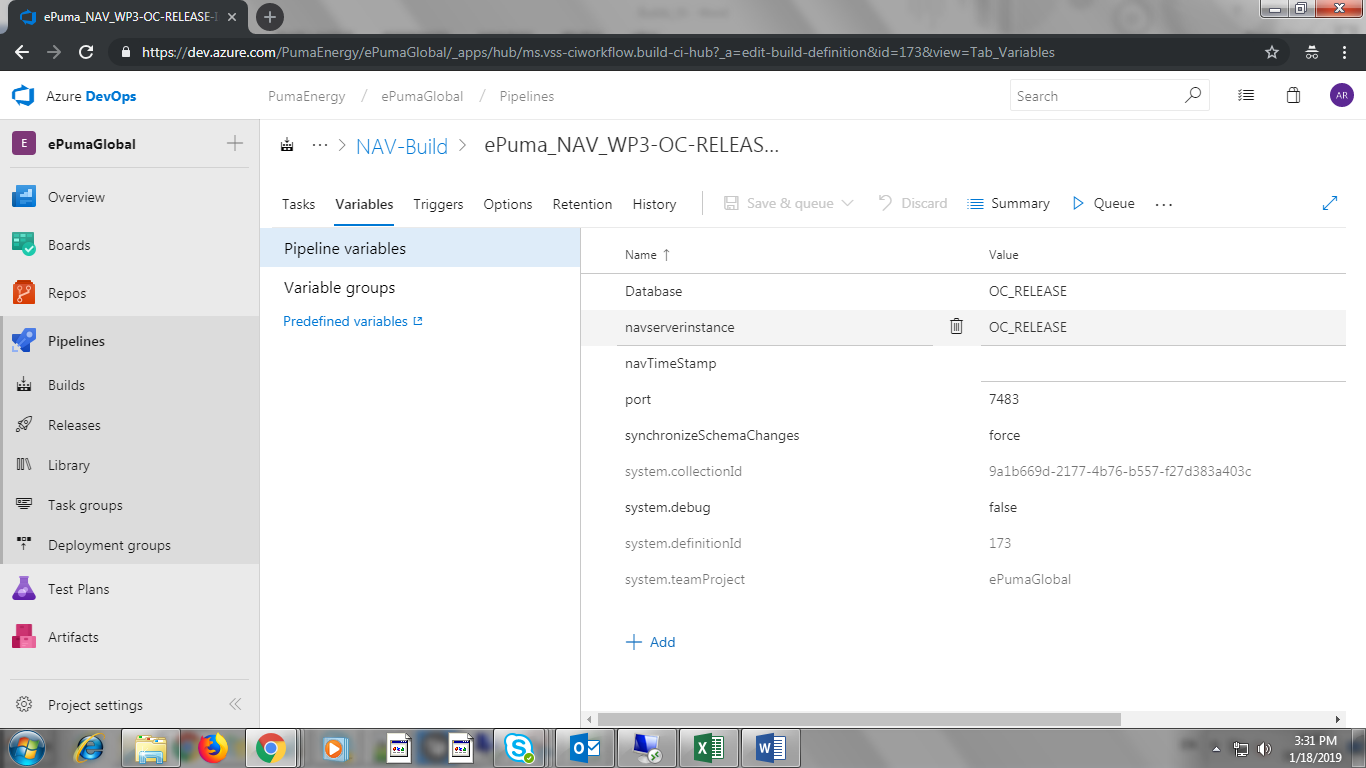 ePuma_NAV_WP3-OC-RELEASE-I
https://dev.azure.com/PumaEnergy/ePumaGlobal/_apps/hub/ms.vss-ciworkflow.build-ci-hub?_a=edit-build-definition&id=173&view=Tab_Variables
Azure DevOps
PumaEnergy / ePumaGlobal / Pipelines
Search
AR
E ePumaGlobal
··· > NAV-Build > ePuma_NAV_WP3-OC-RELEAS...
Overview
Boards
Repos
Pipelines
Builds
Releases
Library
Task groups
Deployment groups
Test Plans
Artifacts
Project settings
Tasks Variables Triggers Options Retention History Save & queue Discard Summary Queue ...
Pipeline variables
Variable groups
Predefined variables
Name ↑ Value
Database OC_RELEASE
navserverinstance OC_RELEASE
navTimeStamp
port 7483
synchronizeSchemaChanges force
system.collectionId 9a1b669d-2177-4b76-b557-f27d383a403c
system.debug false
system.definitionId 173
system.teamProject ePumaGlobal
+ Add
3:31 PM
1/18/2019